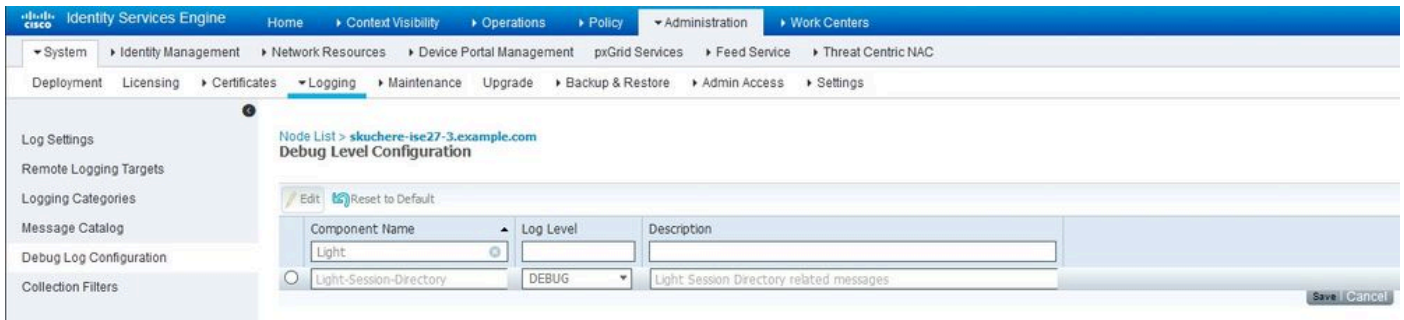 CISCO Identity Services Engine Home Context Visibility Operations Policy Administration Work Centers
System Identity Management Network Resources Device Portal Management pxGrid Services Feed Service Threat Centric NAC
Deployment Licensing Certificates Logging Maintenance Upgrade Backup & Restore Admin Access Settings
Log Settings
Remote Logging Targets
Logging Categories
Message Catalog
Debug Log Configuration
Collection Filters
Node List > skuchere-ise27-3.example.com
Debug Level Configuration
Edit Reset to Default
Component Name Log Level Description
Light
Light-Session-Directory DEBUG Light Session Directory related messages
Save Cancel